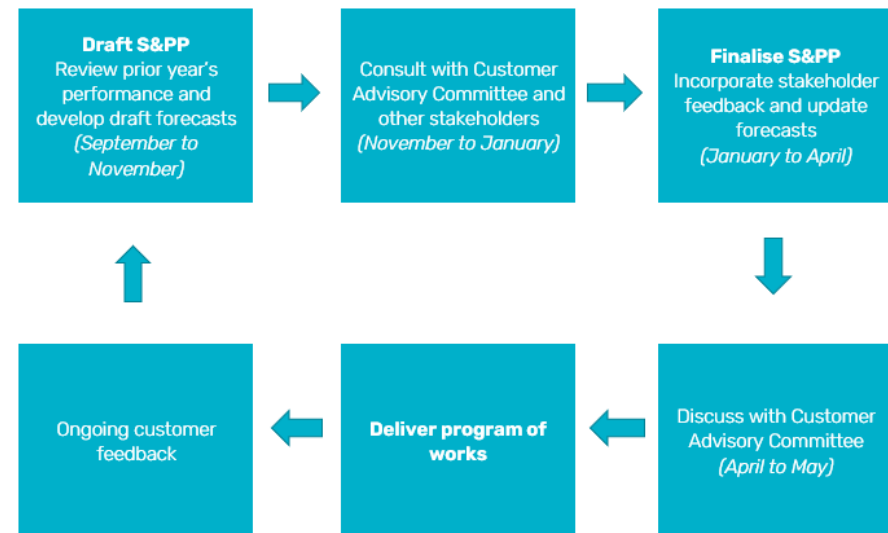 Draft S&PP
Review prior year's
performance and
develop draft forecasts
(September to
November)
Consult with Customer
Advisory Committee and
other stakeholders
(November to January)
Finalise S&PP
Incorporate stakeholder
feedback and update
forecasts
(January to April)
Discuss with Customer
Advisory Committee
(April to May)
Deliver program of
works
Ongoing customer
feedback